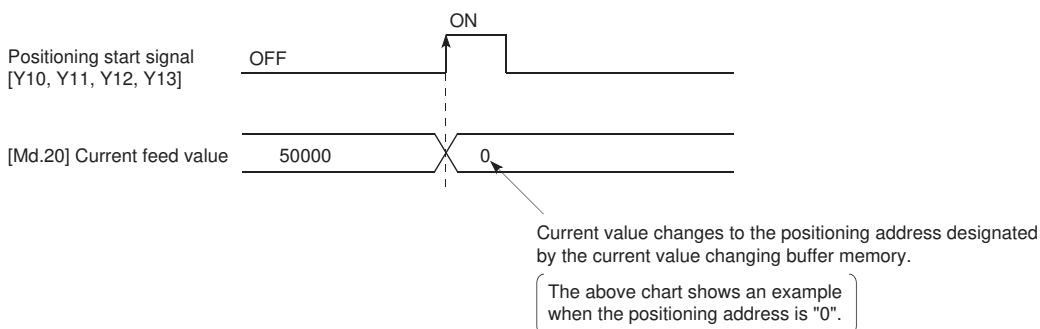 ON
Positioning start signal
[Y10, Y11, Y12, Y13]
OFF
[Md.20] Current feed value
50000
0
Current value changes to the positioning address designated
by the current value changing buffer memory.
The above chart shows an example
when the positioning address is "0".